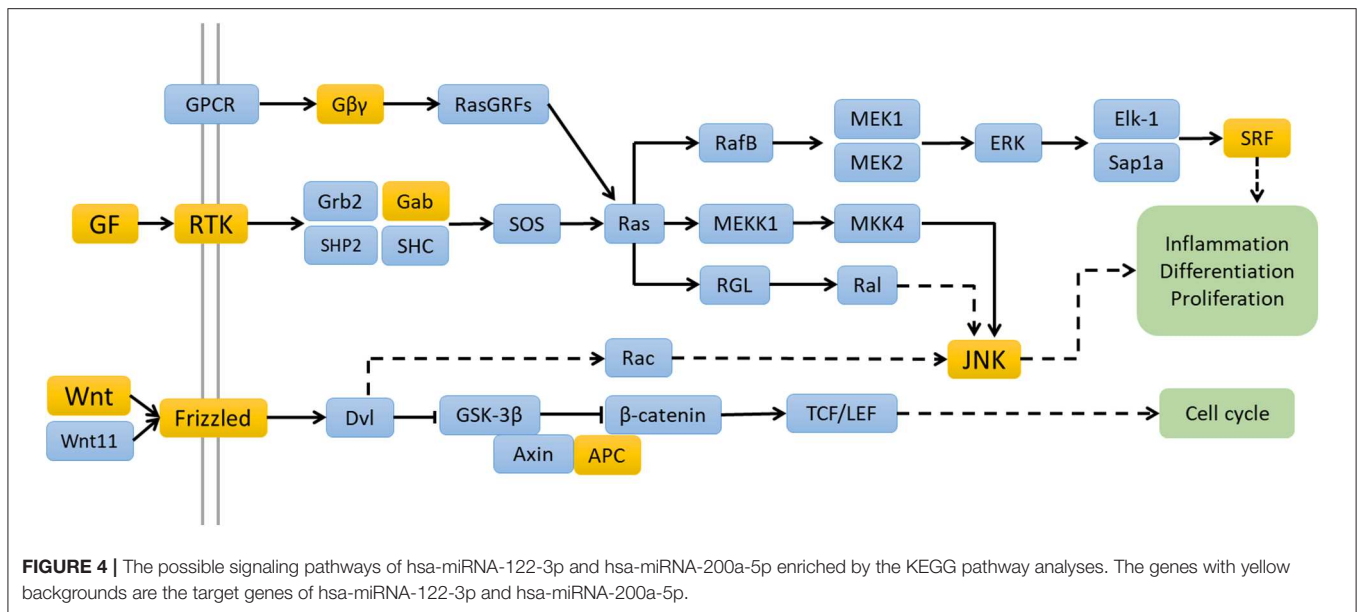 GPCR
Gβγ
RasGRFs
RafB
MEK1
MEK2
ERK
Elk-1
Sap1a
SRF
GF
RTK
Grb2
Gab
SHP2
SHC
SOS
Ras
MEKK1
MKK4
RGL
Ral
Inflammation
Differentiation
Proliferation
Rac
JNK
Wnt
Wnt11
Frizzled
Dvl
GSK-3β
Axin
APC
β-catenin
TCF/LEF
Cell cycle
FIGURE 4 | The possible signaling pathways of hsa-miRNA-122-3p and hsa-miRNA-200a-5p enriched by the KEGG pathway analyses. The genes with yellow
backgrounds are the target genes of hsa-miRNA-122-3p and hsa-miRNA-200a-5p.